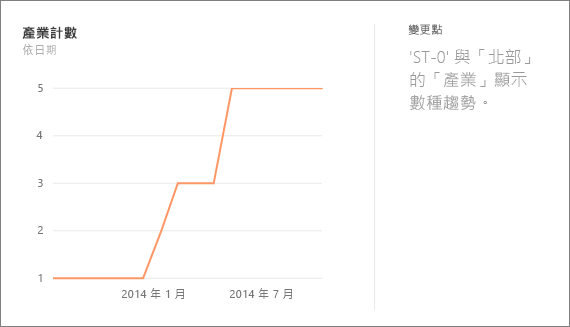 產業計數
依日期
5
4
3
2
1
2014 年 1 月
2014 年 7 月
變更點
'ST-0' 與「北部」
的「產業」顯示
數種趨勢。